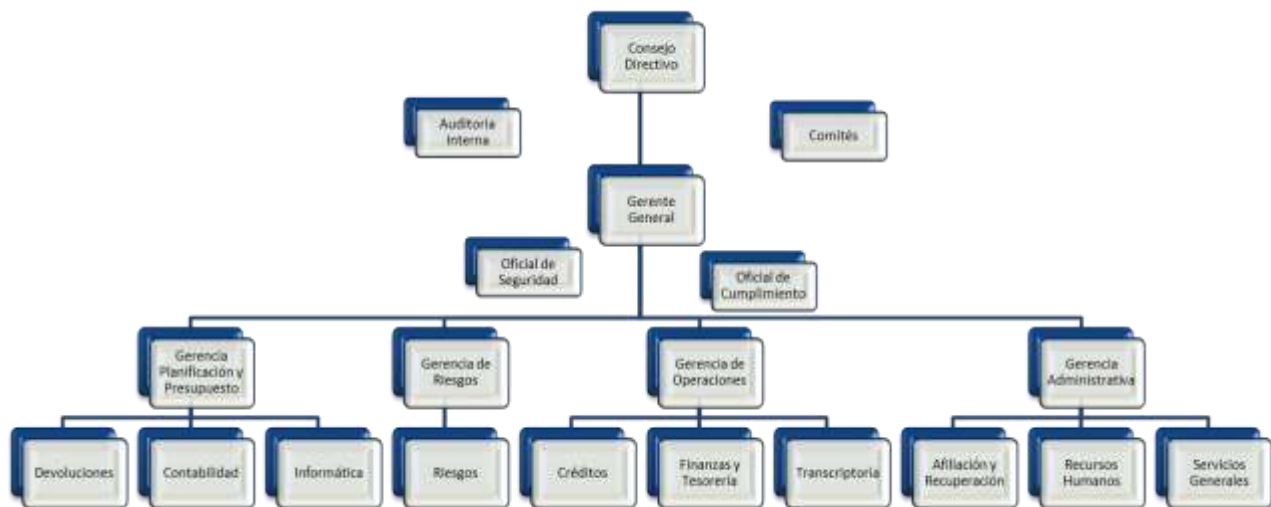 Consejo
Directivo
Auditoria
Interna
Comités
Gerente
General
Oficial de
Seguridad
Oficial de
Cumplimiento
Gerencia
Planificación y
Presupuesto
Gerencia de
Riesgos
Gerencia de
Operaciones
Gerencia
Administrativa
Devoluciones
Contabilidad
Informática
Riesgos
Créditos
Finanzas y
Tesorería
Transcriptoria
Afiliación y
Recuperación
Recursos
Humanos
Servicios
Generales